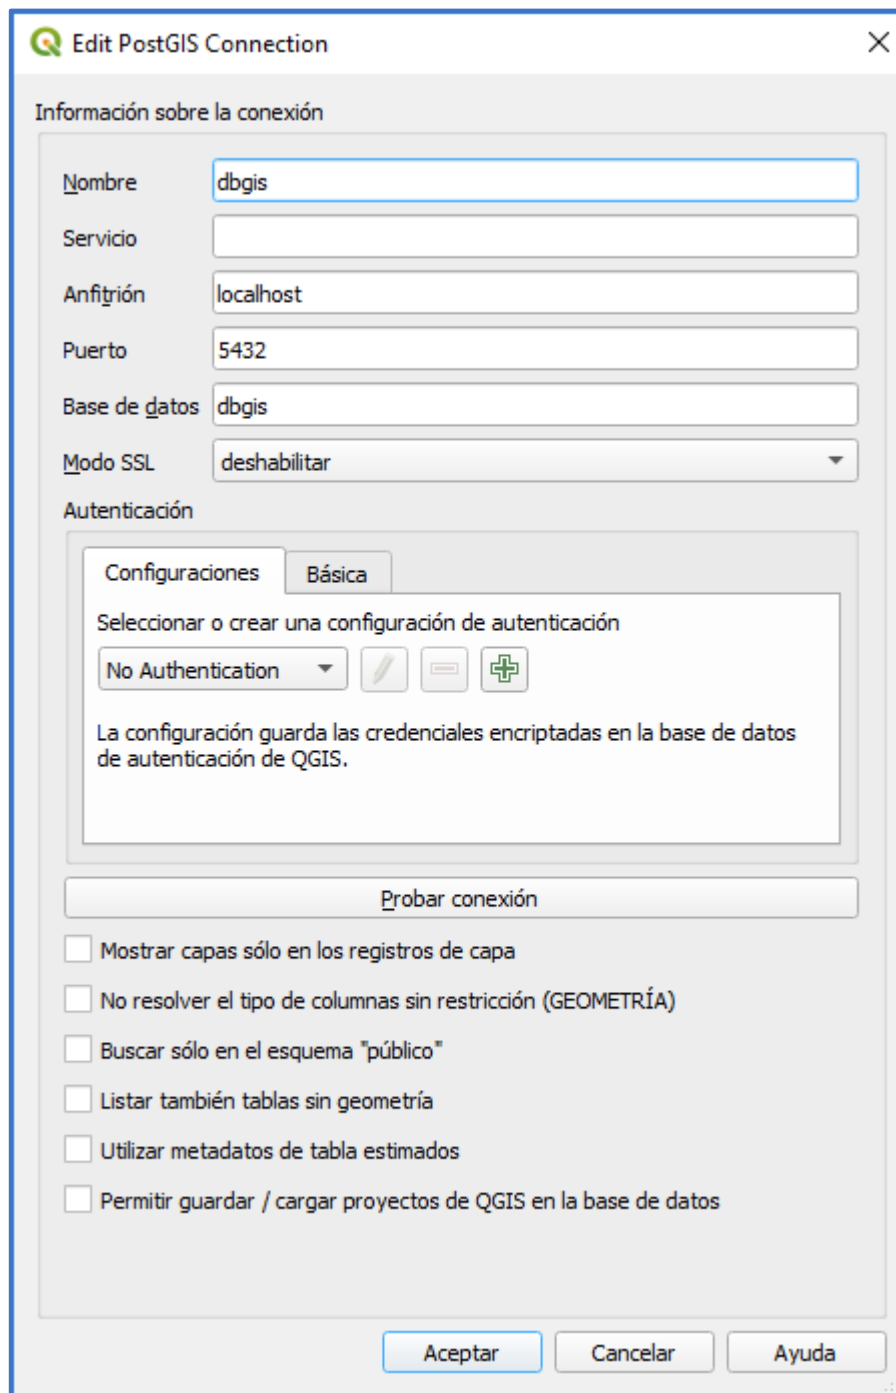 Edit PostGIS Connection
Información sobre la conexión
Nombre dbgis
Servicio
Anfitrión localhost
Puerto 5432
Base de datos dbgis
Modo SSL deshabilitar
Autenticación
Configuraciones Básica
Seleccionar o crear una configuración de autenticación
No Authentication
La configuración guarda las credenciales encriptadas en la base de datos
de autenticación de QGIS.
Probar conexión
Mostrar capas sólo en los registros de capa
No resolver el tipo de columnas sin restricción (GEOMETRÍA)
Buscar sólo en el esquema "público"
Listar también tablas sin geometría
Utilizar metadatos de tabla estimados
Permitir guardar / cargar proyectos de QGIS en la base de datos
Aceptar Cancelar Ayuda